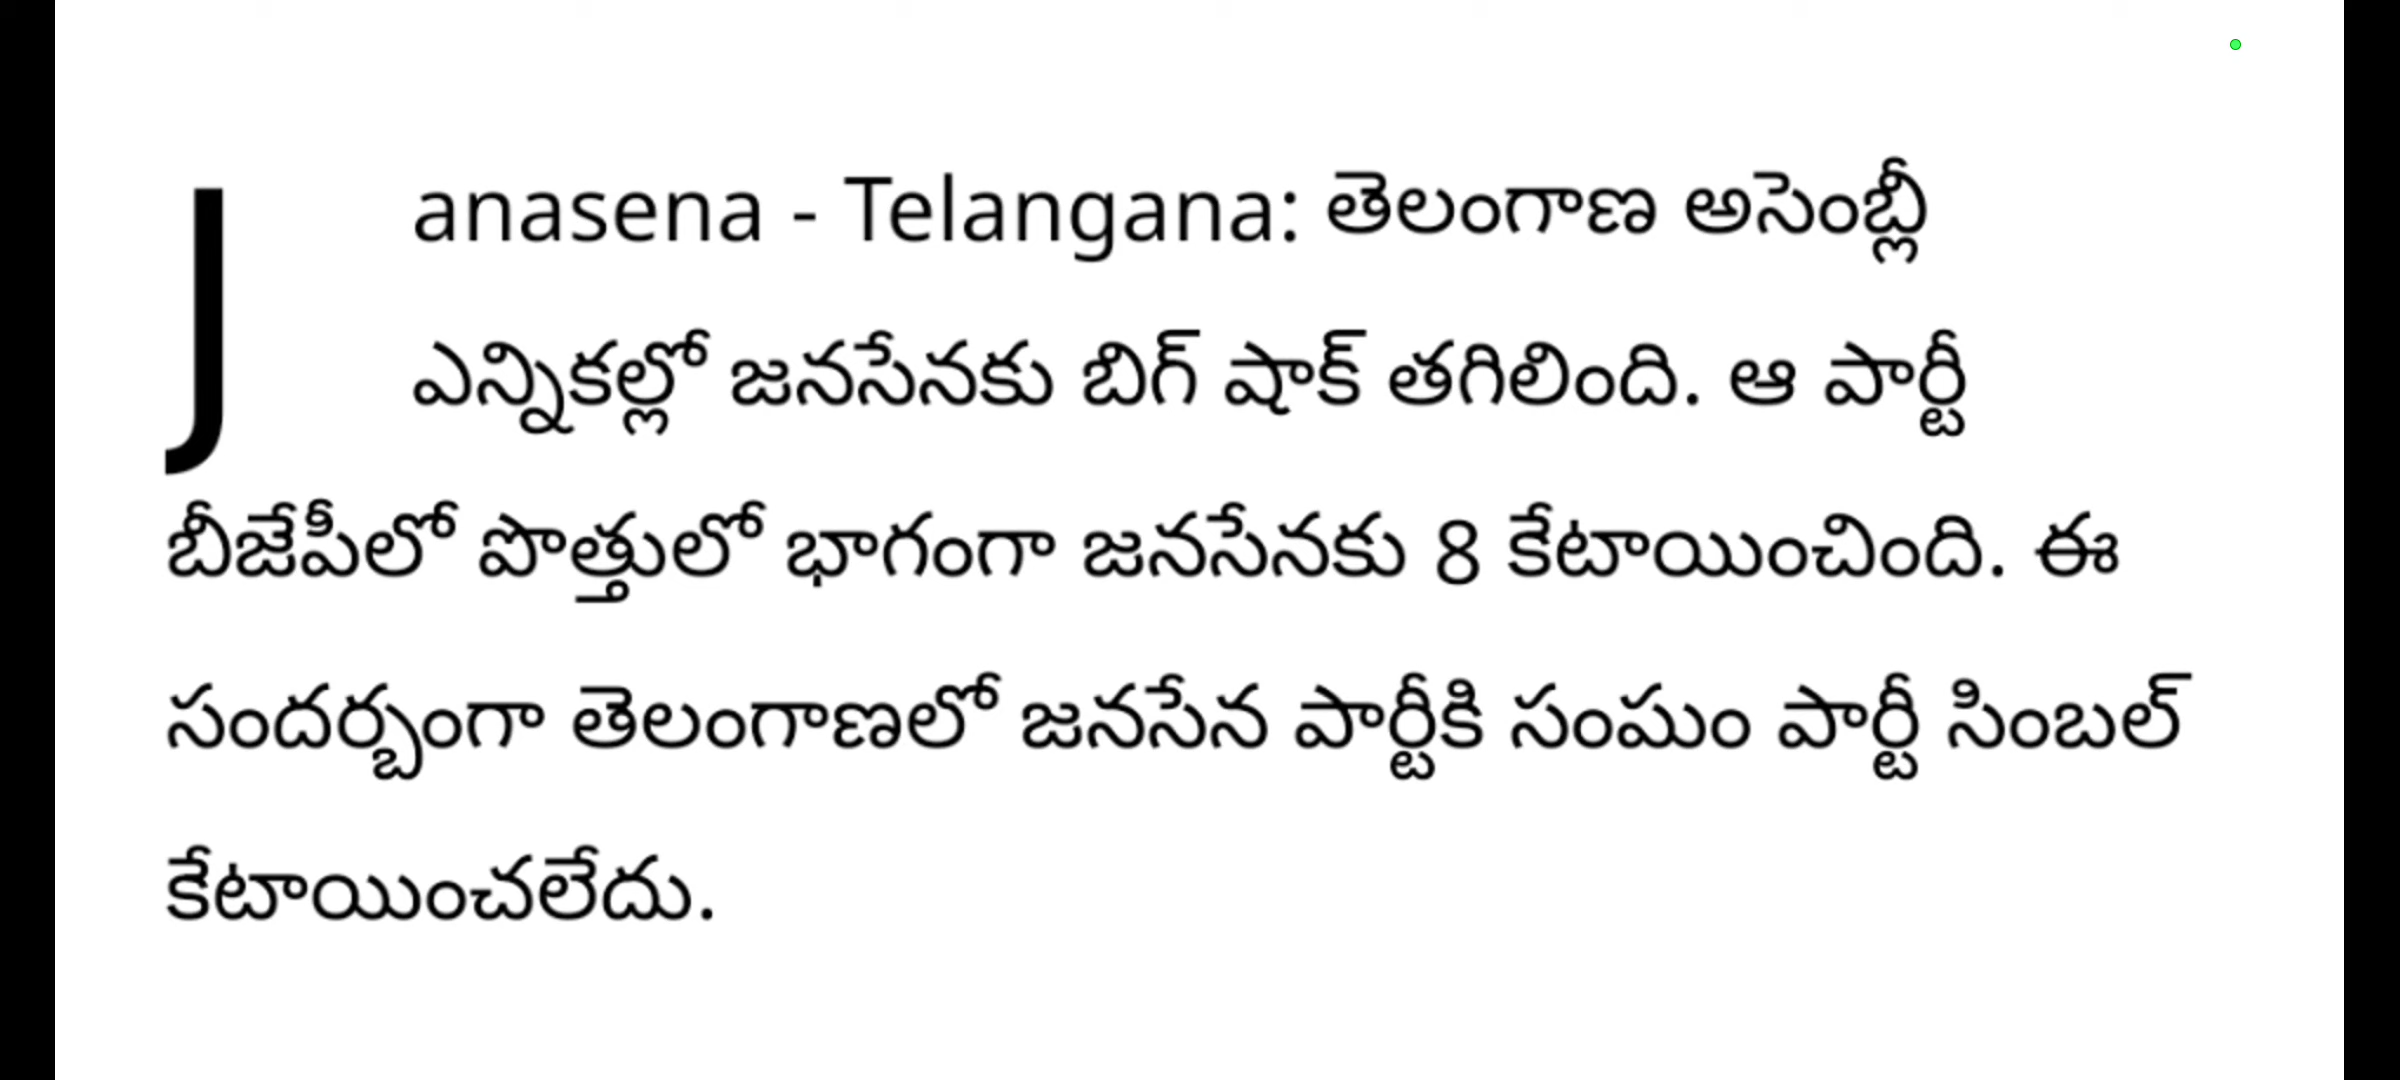 Janasena - Telangana: తెలంగాణ అసెంబ్లీ
ఎన్నికల్లో జనసేనకు బిగ్ షాక్ తగిలింది. ఆ పార్టీ
బీజేపీలో పొత్తులో భాగంగా జనసేనకు 8 కేటాయించింది. ఈ
సందర్బంగా తెలంగాణలో జనసేన పార్టీకి సంఘం పార్టీ సింబల్
కేటాయించలేదు.